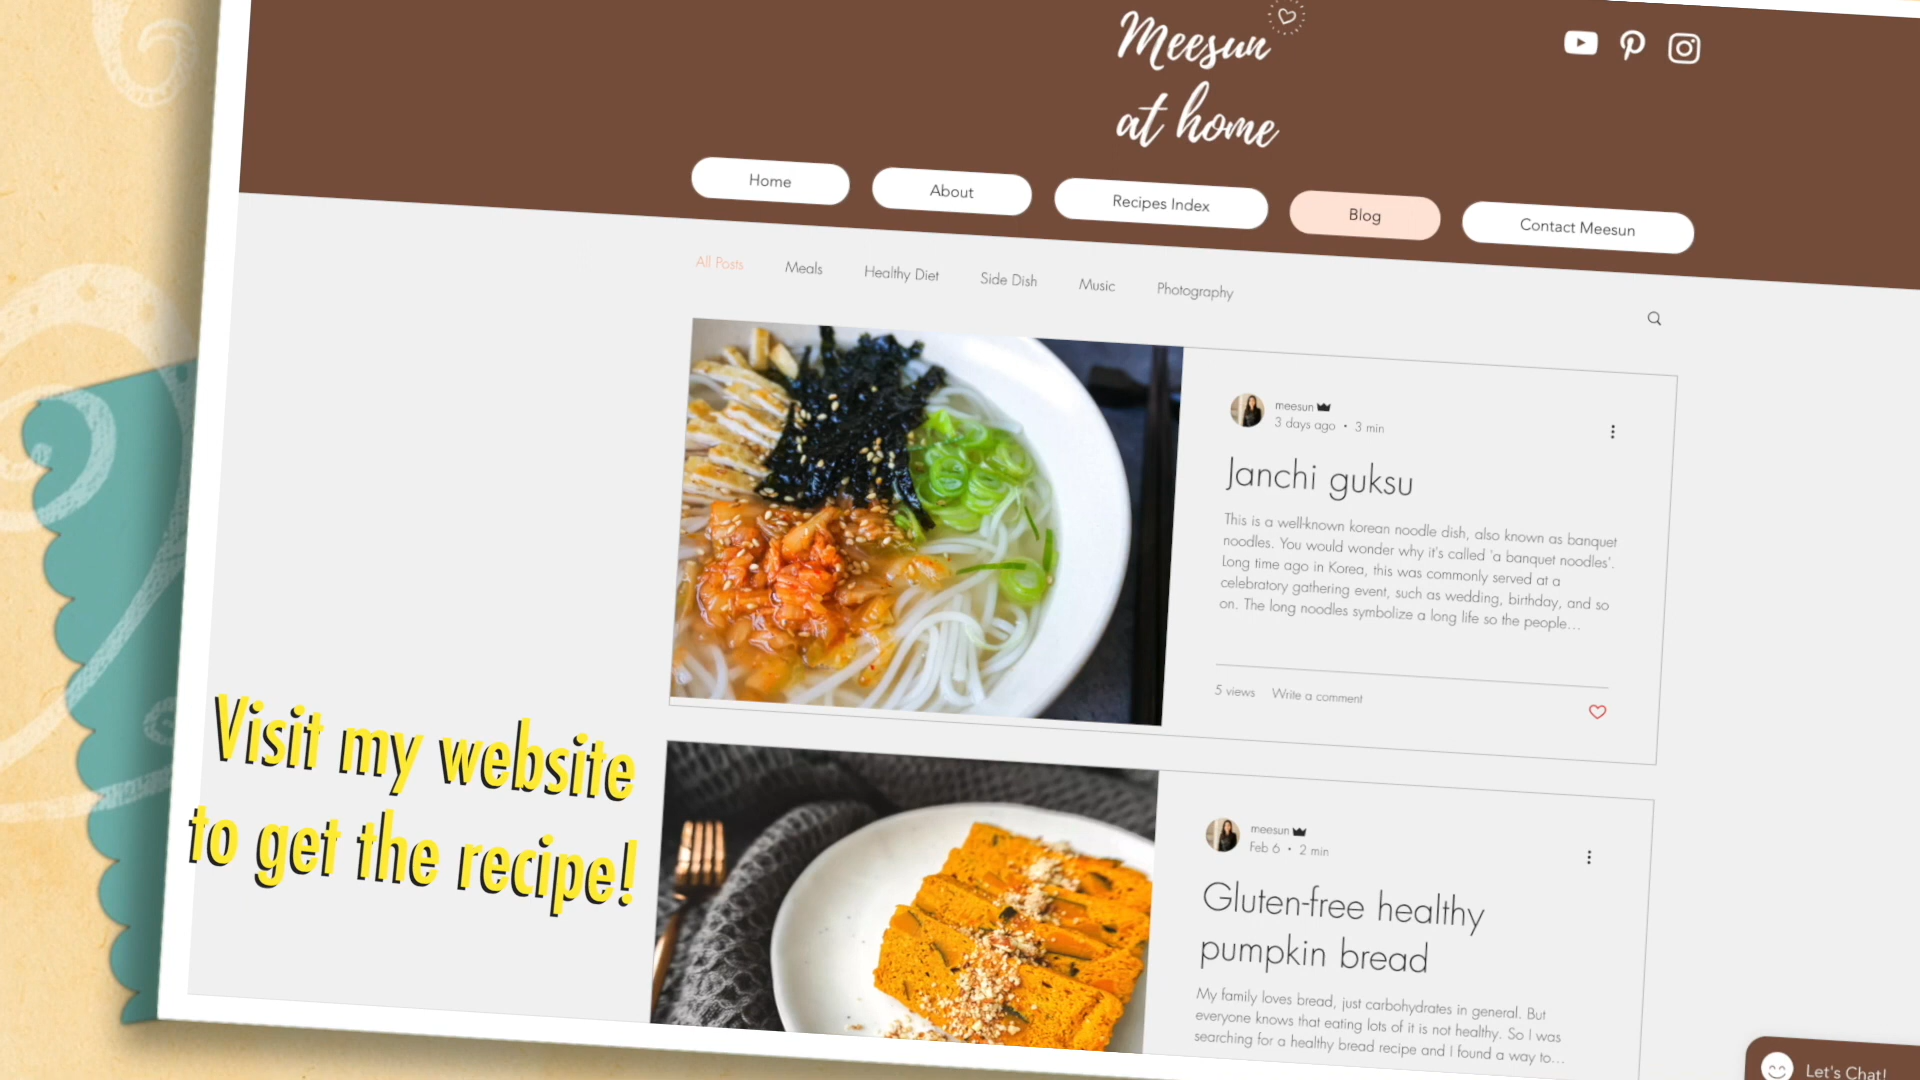 Meesun
at home
Home
About
Recipes Index
Blog
Contact Meesun
All Posts
Meals
Healthy Diet
Side Dish
Music
Photography
meesun
3 days ago • 3 min
Janchi guksu
This is a well-known korean noodle dish, also known as banquet
noodles. You would wonder why it's called 'a banquet noodles'.
Long time ago in Korea, this was commonly served at a
celebratory gathering event, such as wedding, birthday, and so
on. The long noodles symbolize a long life so the people...
5 views
Write a comment
Visit my website
to get the recipe!
meesun
Feb 6 • 2 min
Gluten-free healthy
pumpkin bread
My family loves bread, just carbohydrates in general. But
everyone knows that eating lots of it is not healthy. So I was
searching for a healthy bread recipe and I found a way to...
Let's Chat!